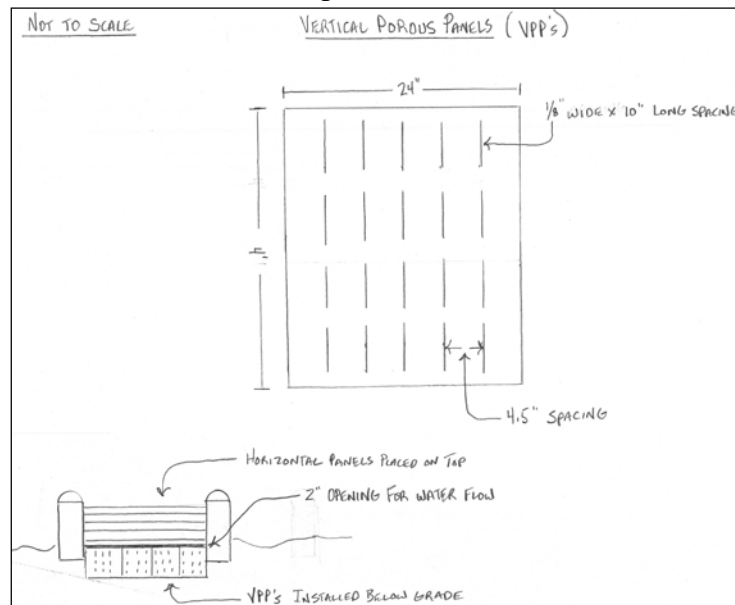 NOT TO SCALE
VERTICAL POROUS PANELS (VPP's)
24"
1/8" WIDE x 10" LONG SPACING
4.5" SPACING
HORIZONTAL PANELS PLACED ON TOP
2" OPENING FOR WATER FLOW
VPP's INSTALLED BELOW GRADE